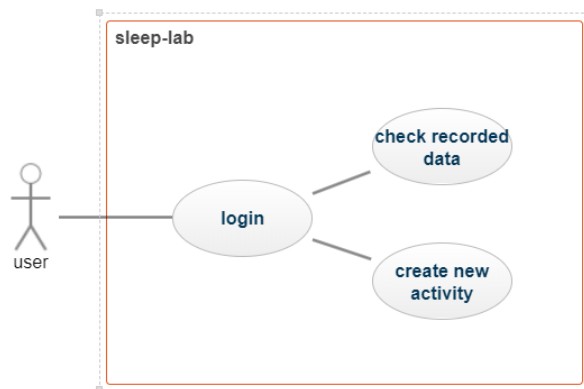 sleep-lab
check recorded
data
login
user
create new
activity